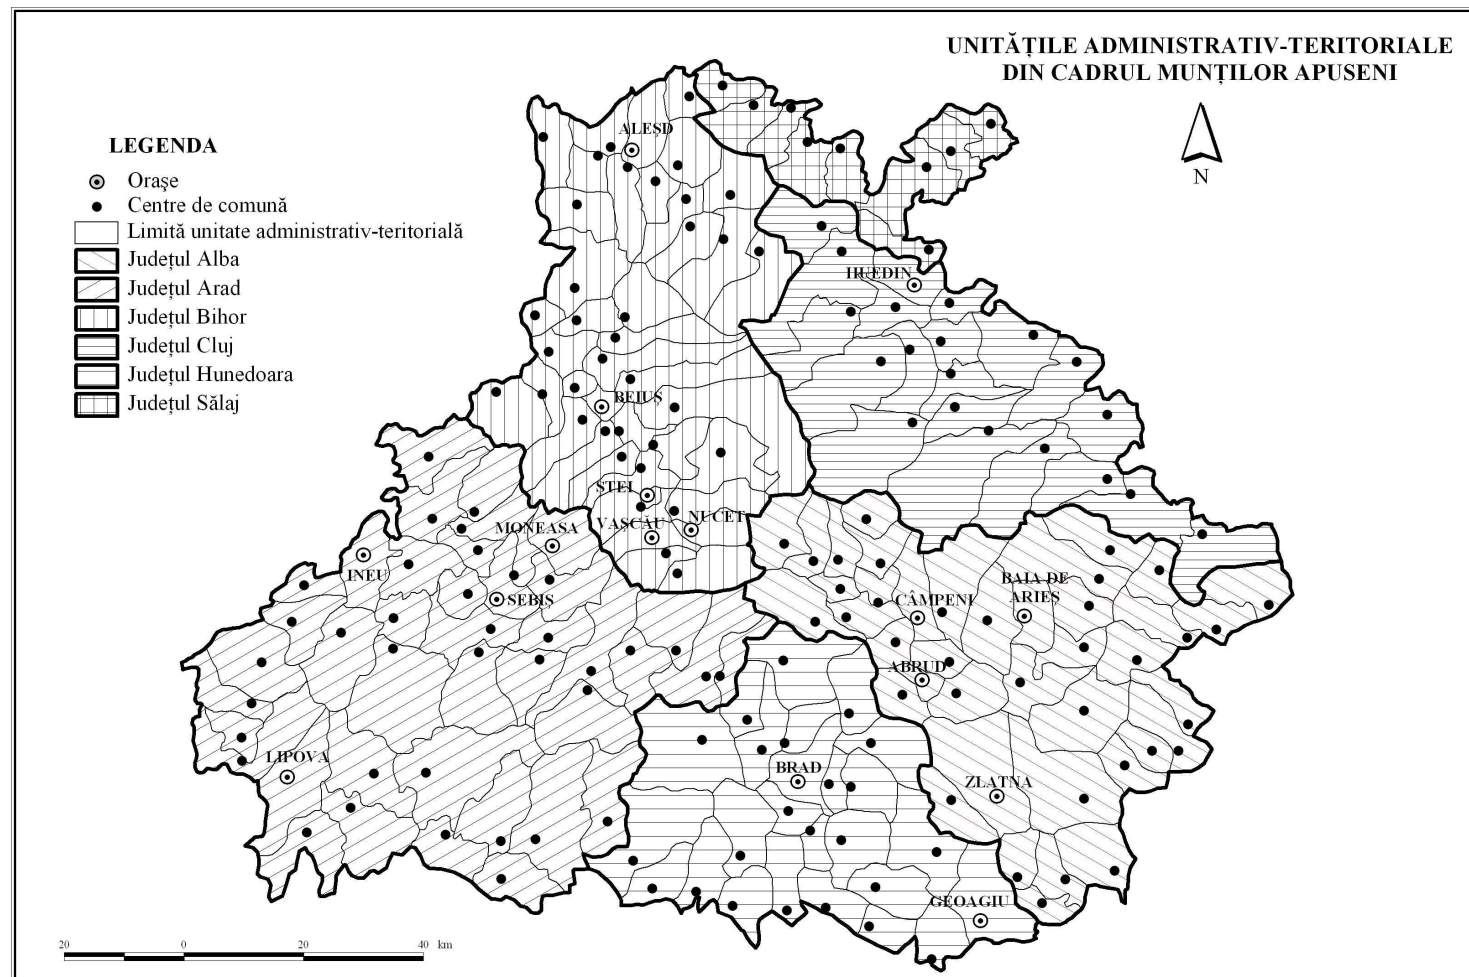 UNITĂȚILE ADMINISTRATIV-TERITORIALE
DIN CADRUL MUNȚILOR APUSENI
N
LEGENDA
Orașe
Centre de comună
Limită unitate administrativ-teritorială
Județul Alba
Județul Arad
Județul Bihor
Județul Cluj
Județul Hunedoara
Județul Sălaj
ALEȘD
HUEDIN
BEIUȘ
ȘTEI
NUCET
VAȘCĂU
MONEASA
INEU
SEBIȘ
BAIA DE
ARIEȘ
CÂMPENI
ABRUD
LIPOVA
BRAD
ZLATNA
GEOAGIU
20 0 20 40 km